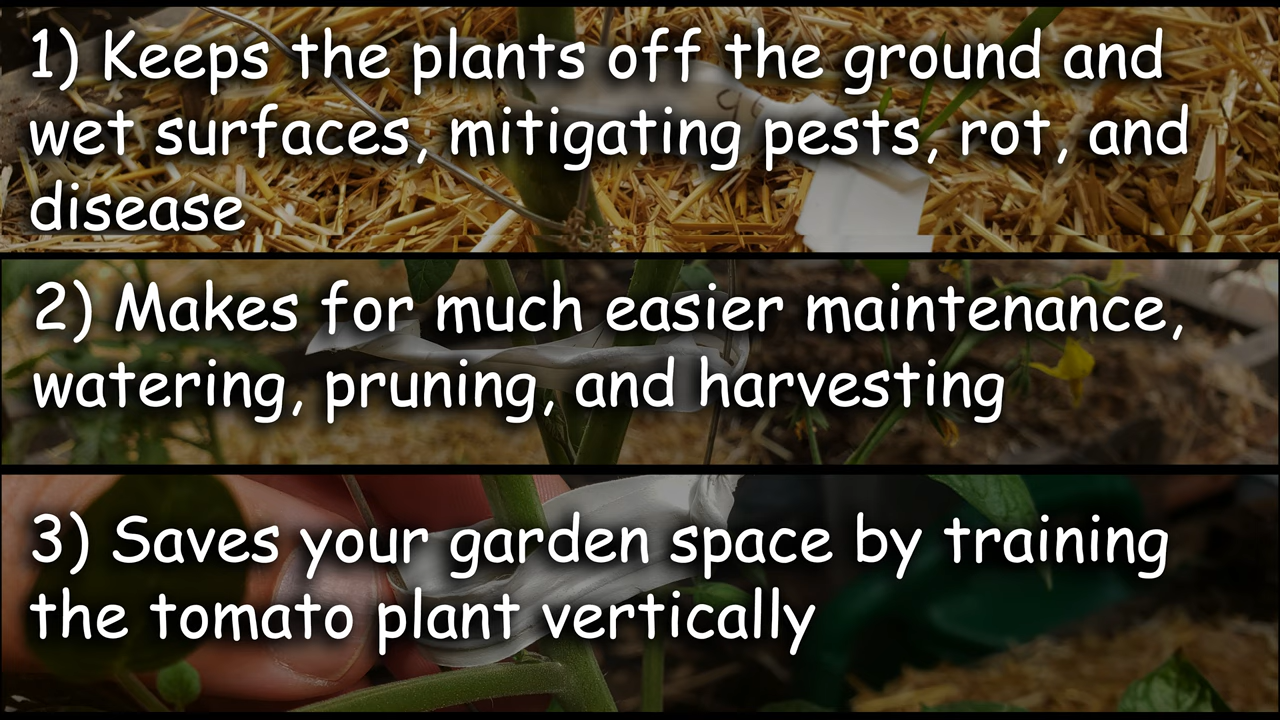 1) Keeps the plants off the ground and
wet surfaces, mitigating pests, rot, and
disease
2) Makes for much easier maintenance,
watering, pruning, and harvesting
3) Saves your garden space by training
the tomato plant vertically